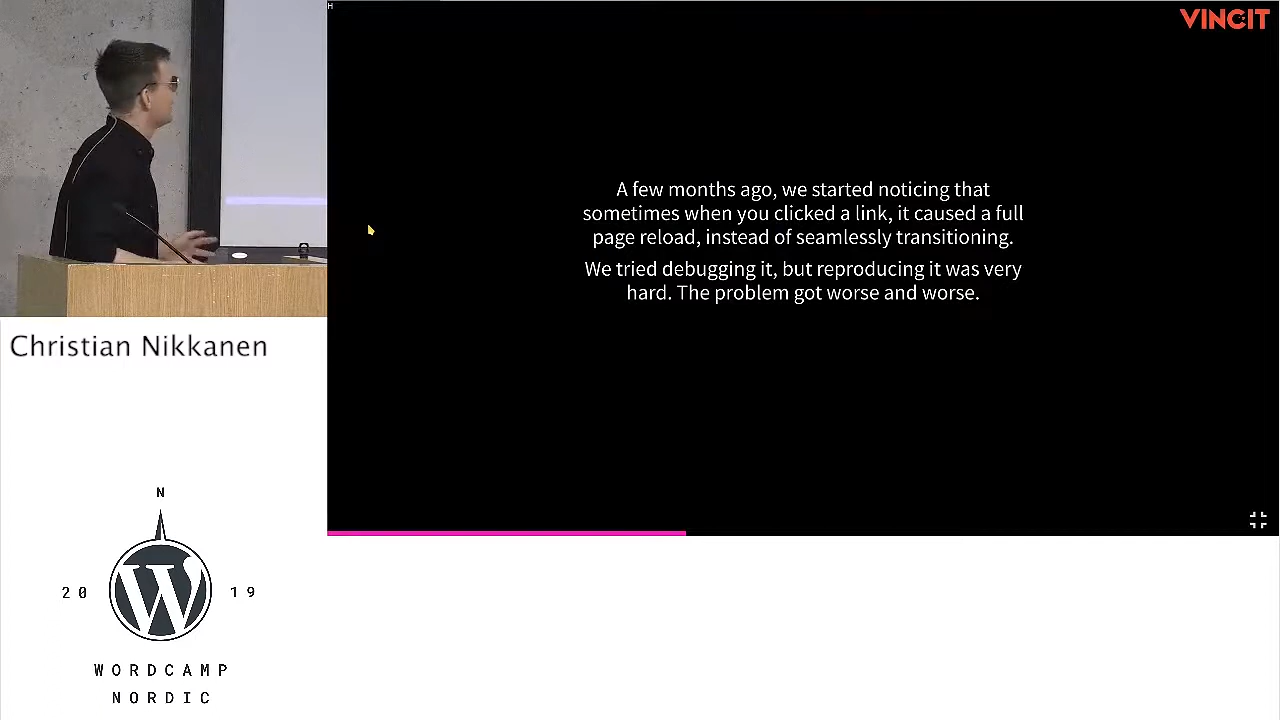 H
VINCIT
A few months ago, we started noticing that
sometimes when you clicked a link, it caused a full
page reload, instead of seamlessly transitioning.
We tried debugging it, but reproducing it was very
hard. The problem got worse and worse.
Christian Nikkanen
N
20 19
WORDCAMP
NORDIC